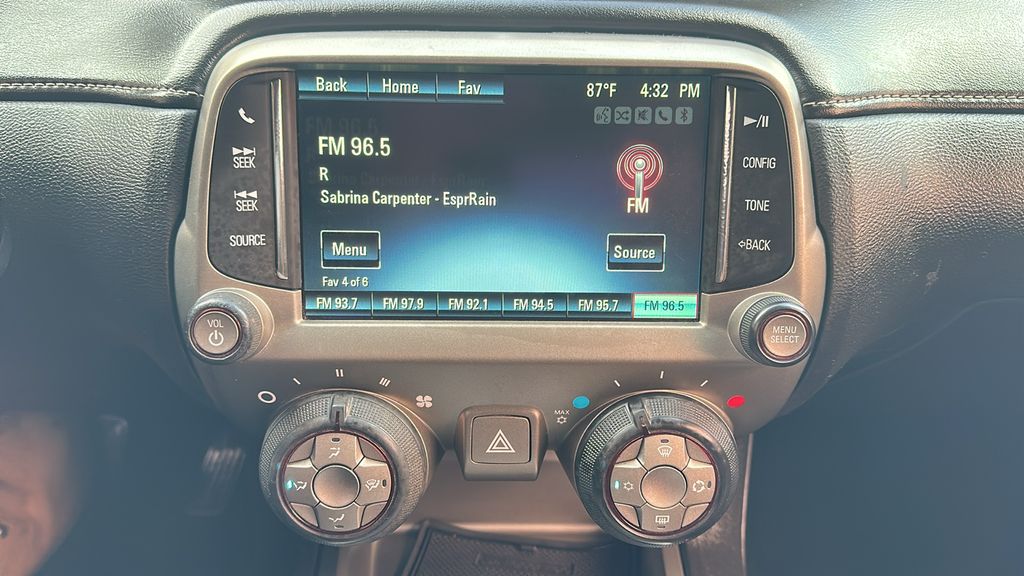 Back Home Fav 87°F 4:32 PM
FM 96.5
R
Sabrina Carpenter - EsprRain
FM
Menu Source
Fav 4 of 6
FM 93.7 FM 97.9 FM 92.1 FM 94.5 FM 95.7 FM 96.5
SEEK
SEEK
SOURCE
CONFIG
TONE
BACK
VOL
MENU
SELECT
MAX